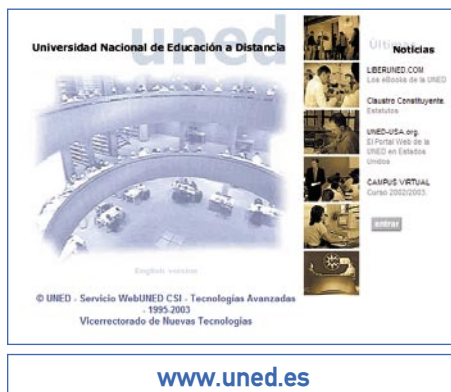 uned
Universidad Nacional de Educación a Distancia
Últimas
Noticias
LIBERUNED.COM
Los eBooks de la UNED
Claustro Constituyente.
Estatutos
UNED-USA.org.
El Portal Web de la
UNED en Estados
Unidos
CAMPUS VIRTUAL
Curso 2002/2003.
entrar
English version
© UNED - Servicio WebUNED CSI - Tecnologías Avanzadas
- 1995-2003
Vicerrectorado de Nuevas Tecnologías
www.uned.es